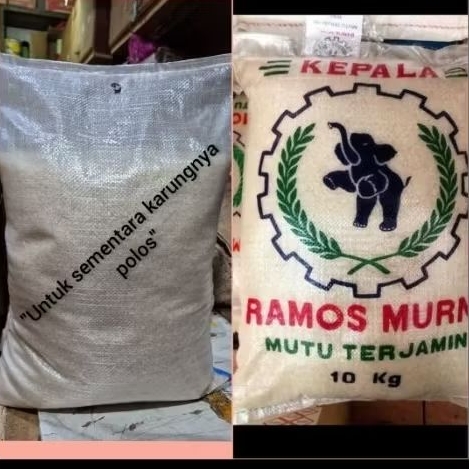 "Untuk sementara karungnya
polos"
KEPALA
RAMOS MURN
MUTU TERJAMIN
10 Kg